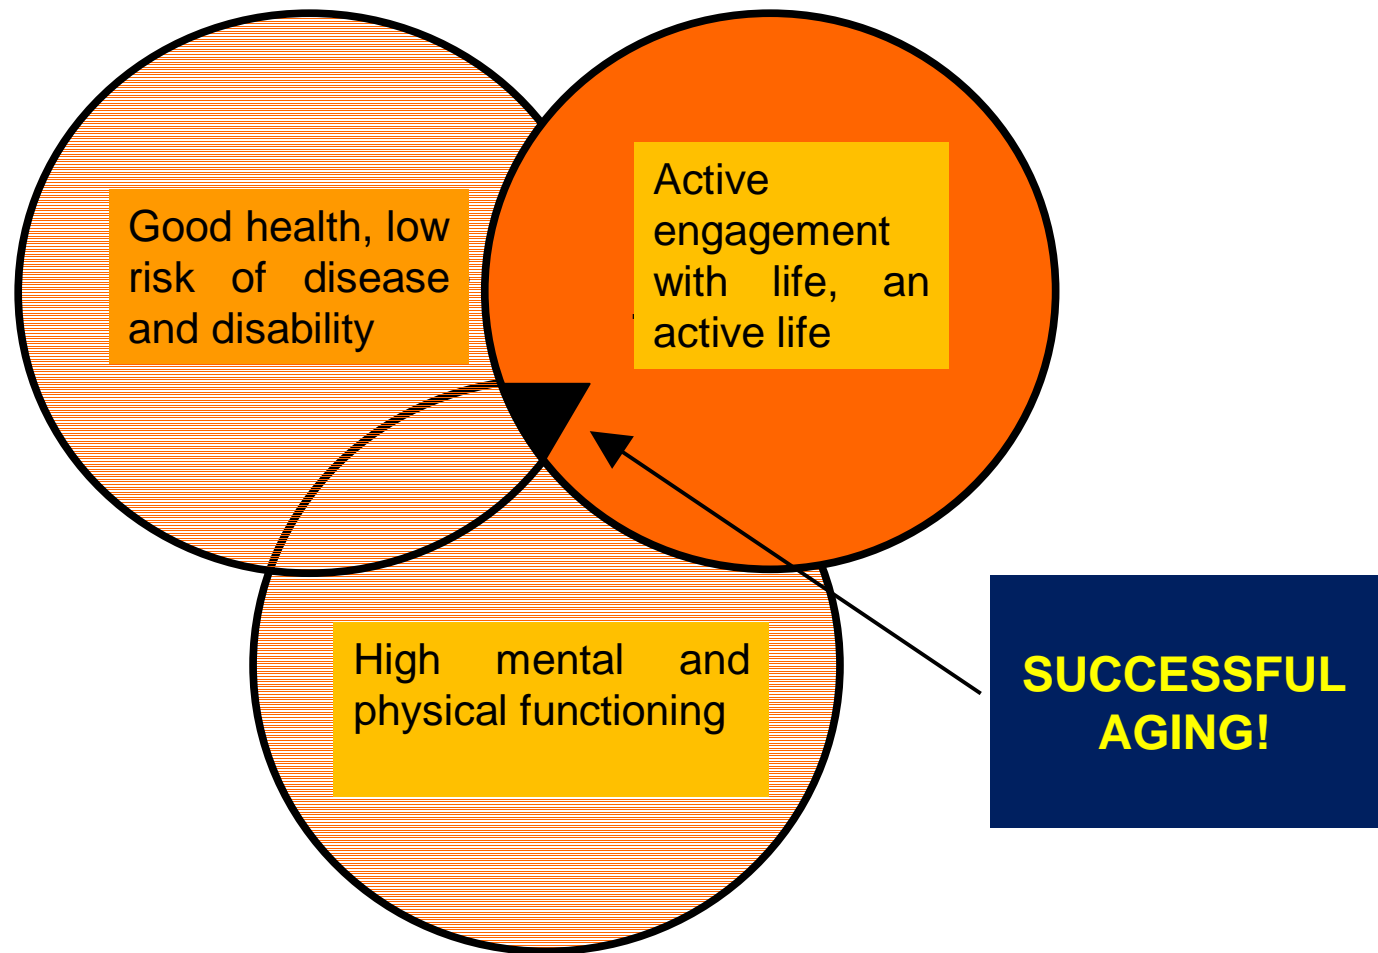 Good health, low
risk of disease
and disability
Active
engagement
with life, an
active life
High mental and
physical functioning
SUCCESSFUL
AGING!